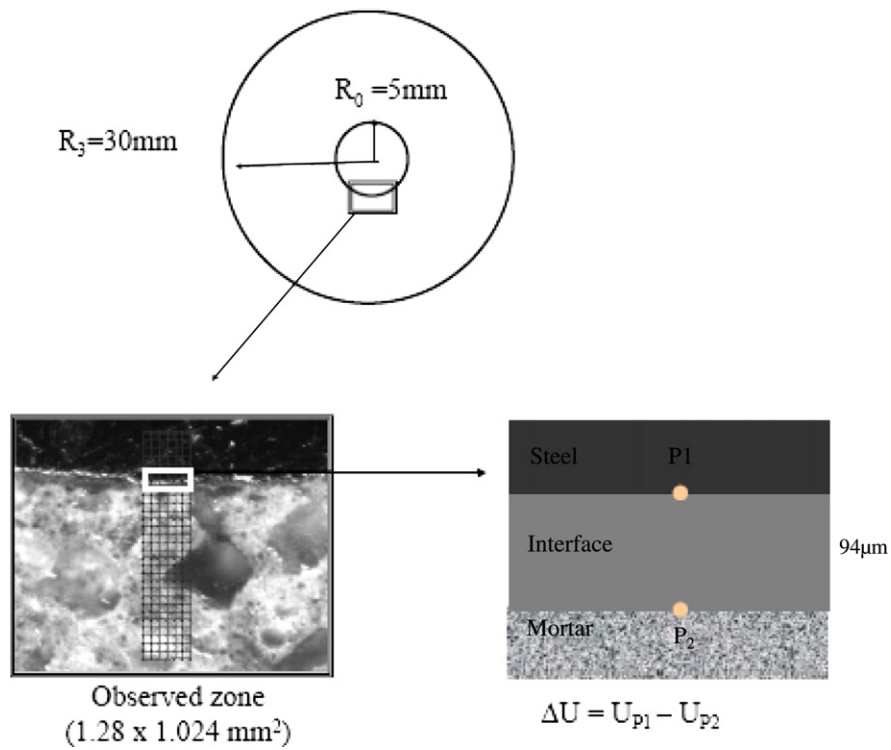 R₀ =5mm
R₃=30mm
Steel
P1
Interface
94μm
Mortar
P₂
Observed zone
(1.28 x 1.024 mm²)
ΔU = U_P1 – U_P2